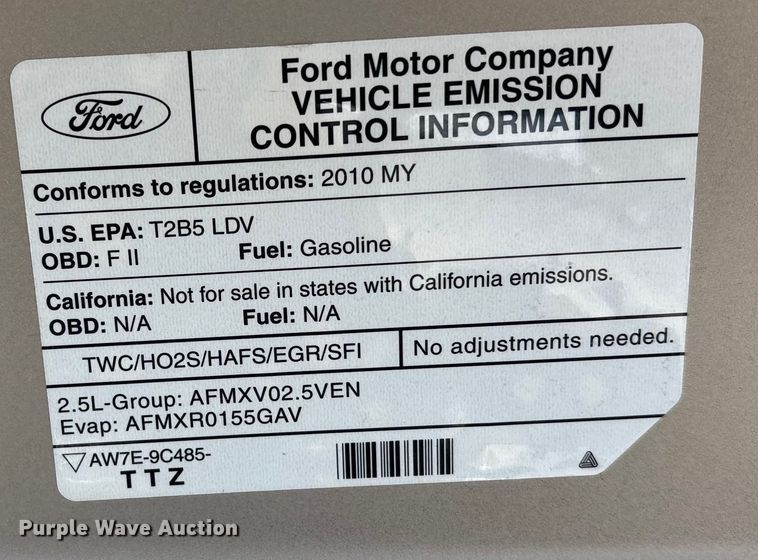 Ford
Ford Motor Company
VEHICLE EMISSION
CONTROL INFORMATION
Conforms to regulations: 2010 MY
U.S. EPA: T2B5 LDV
OBD: F II Fuel: Gasoline
California: Not for sale in states with California emissions.
OBD: N/A Fuel: N/A
TWC/HO2S/HAFS/EGR/SFI
No adjustments needed.
2.5L-Group: AFMXV02.5VEN
Evap: AFMXR0155GAV
AW7E-9C485-
TTZ
Purple Wave Auction